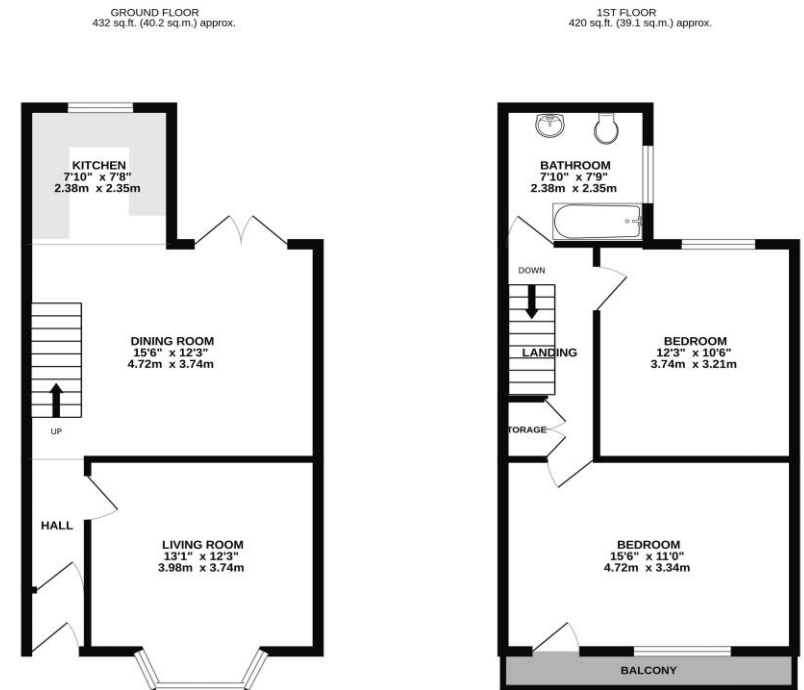 GROUND FLOOR
432 sq.ft. (40.2 sq.m.) approx.
KITCHEN
7'10" x 7'8"
2.38m x 2.35m
DINING ROOM
15'6" x 12'3"
4.72m x 3.74m
UP
HALL
LIVING ROOM
13'1" x 12'3"
3.98m x 3.74m
1ST FLOOR
420 sq.ft. (39.1 sq.m.) approx.
BATHROOM
7'10" x 7'9"
2.38m x 2.35m
DOWN
LANDING
BEDROOM
12'3" x 10'6"
3.74m x 3.21m
TORAGE
BEDROOM
15'6" x 11'0"
4.72m x 3.34m
BALCONY